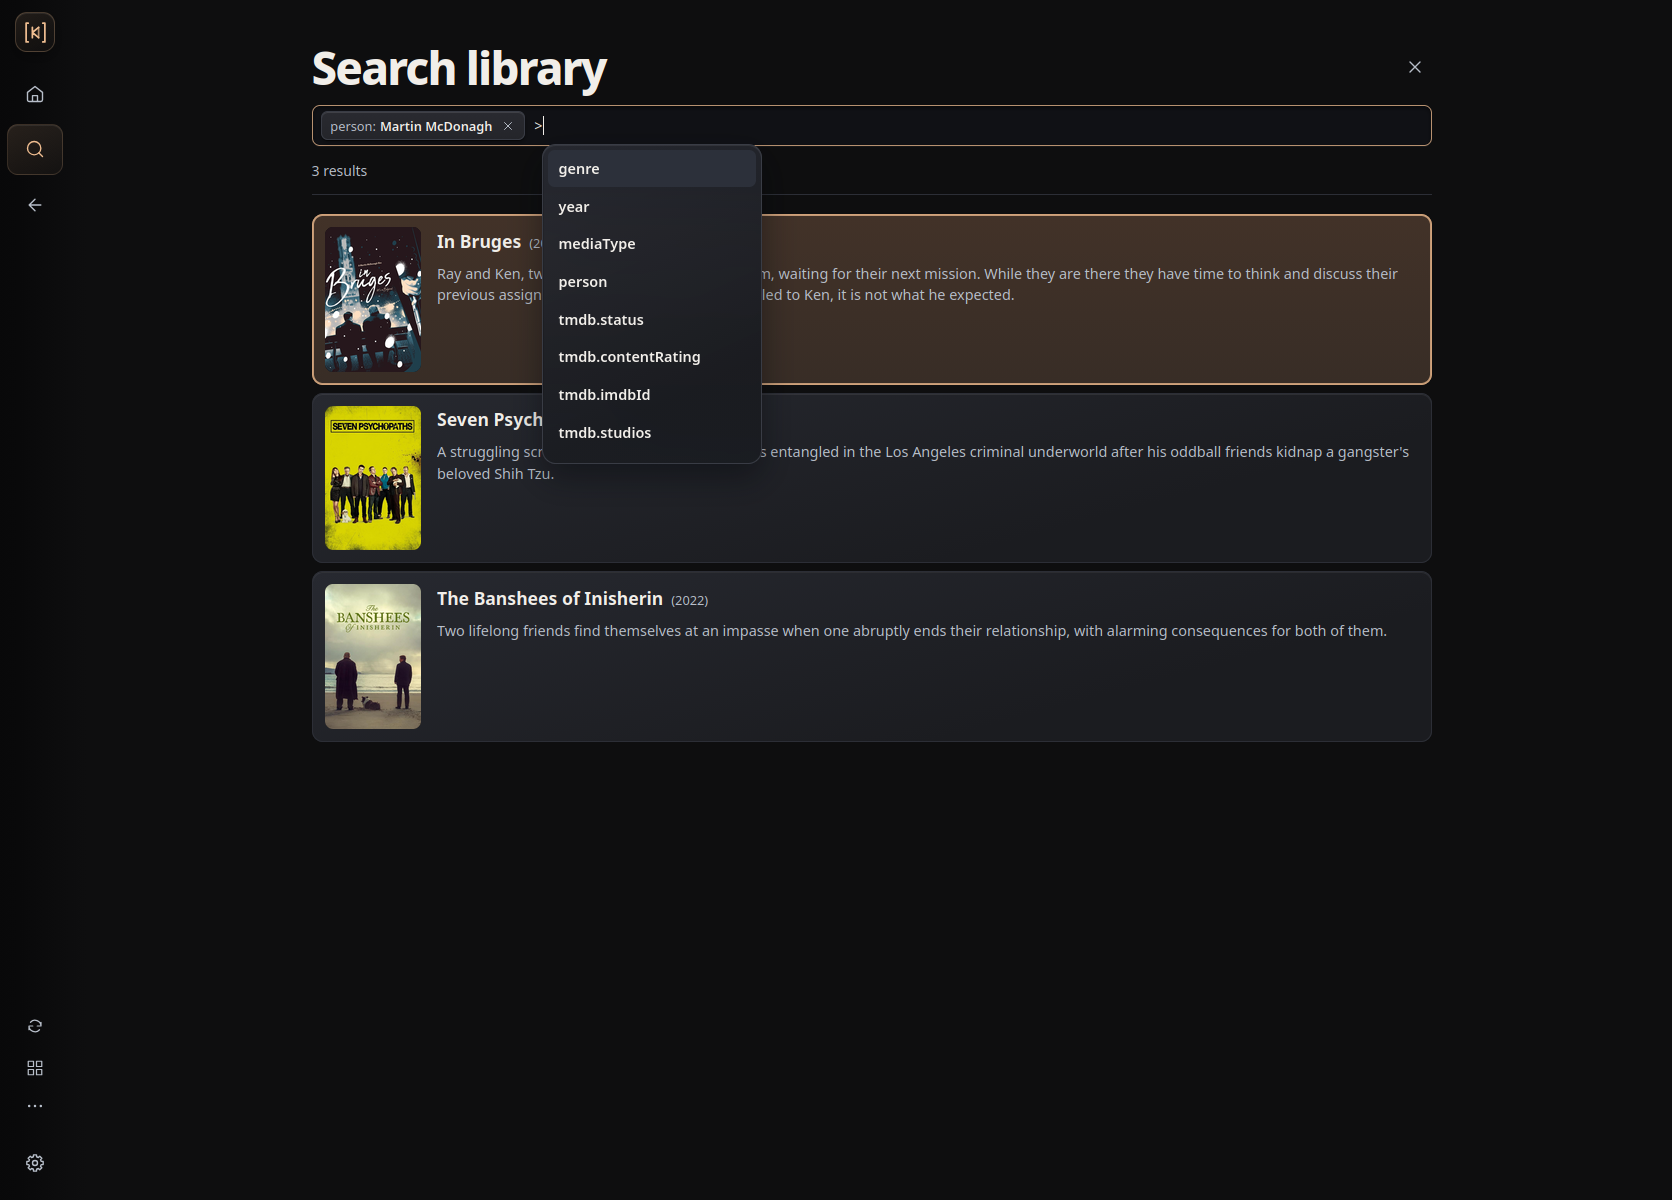 Search library
person: Martin McDonagh
>
3 results
genre
year
mediaType
person
tmdb.status
tmdb.contentRating
tmdb.imdbId
tmdb.studios
In Bruges (20
Ray and Ken, tw m, waiting for their next mission. While they are there they have time to think and discuss their
previous assign led to Ken, it is not what he expected.
in
Bruges
Seven Psych
A struggling scr s entangled in the Los Angeles criminal underworld after his oddball friends kidnap a gangster's
beloved Shih Tzu.
SEVEN PSYCHOPATHS
The Banshees of Inisherin (2022)
Two lifelong friends find themselves at an impasse when one abruptly ends their relationship, with alarming consequences for both of them.
The
BANSHEES
of INISHERIN